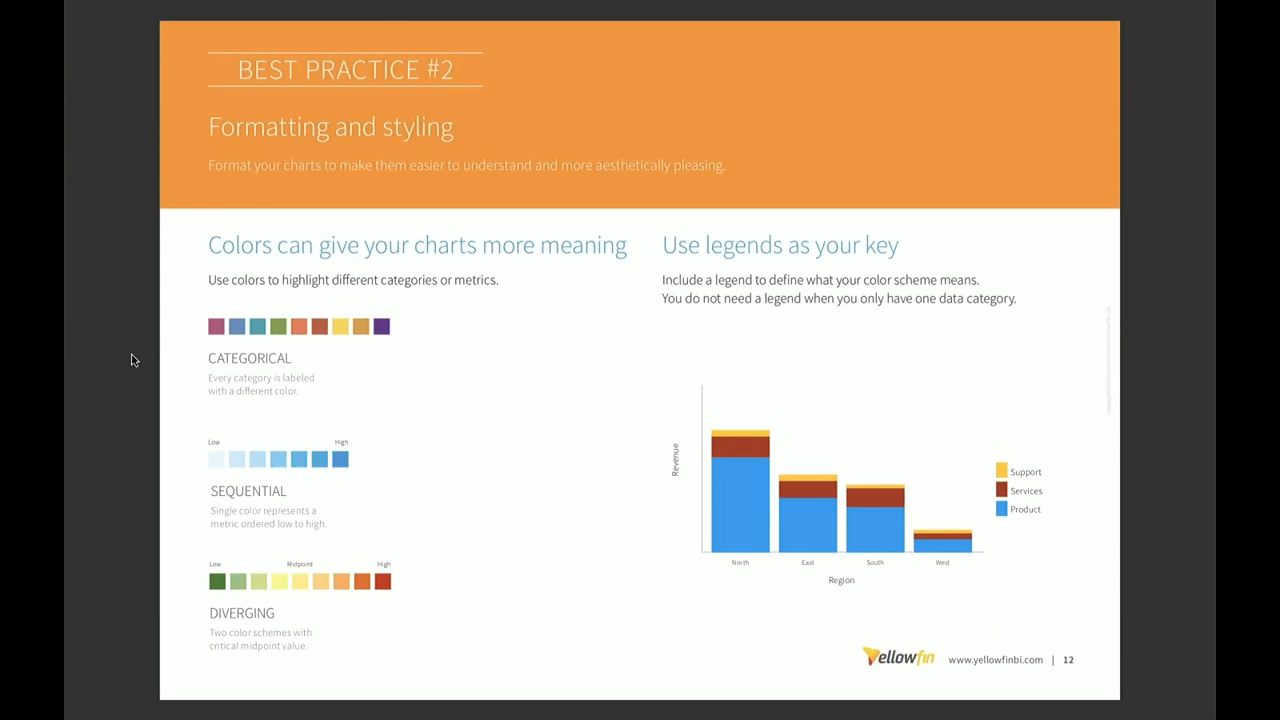 BEST PRACTICE #2
Formatting and styling
Format your charts to make them easier to understand and more aesthetically pleasing.
Colors can give your charts more meaning
Use colors to highlight different categories or metrics.
CATEGORICAL
Every category is labeled
with a different color.
Low High
SEQUENTIAL
Single color represents a
metric ordered low to high.
Low Midpoint High
DIVERGING
Two color schemes with
critical midpoint value.
Use legends as your key
Include a legend to define what your color scheme means.
You do not need a legend when you only have one data category.
Revenue
Support
Services
Product
North East South West
Region
Yellowfin www.yellowfinbi.com | 12